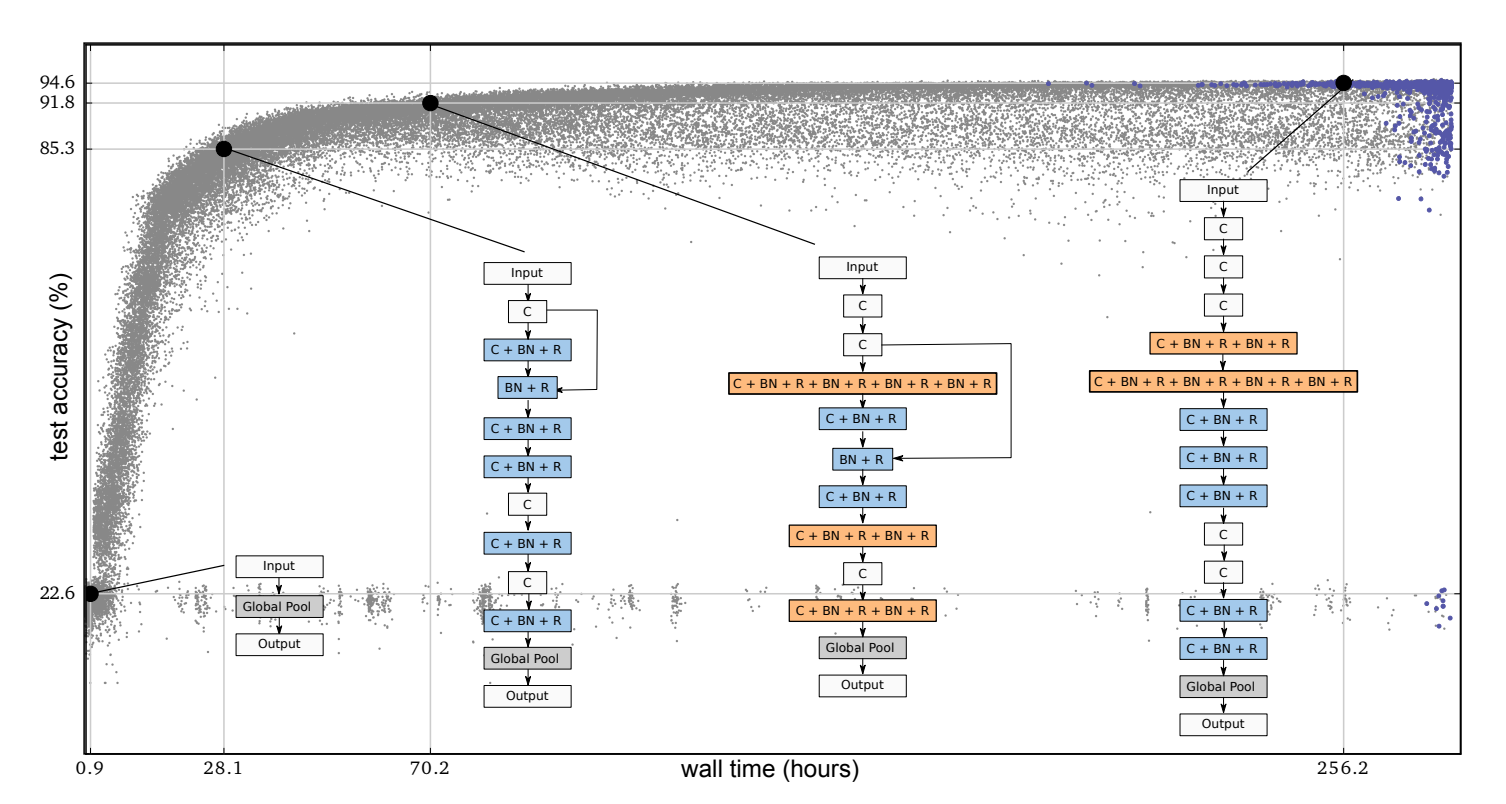 94.6
91.8
85.3
22.6
test accuracy (%)
0.9
28.1
70.2
256.2
wall time (hours)
Input
Global Pool
Output
Input
C
C + BN + R
BN + R
C + BN + R
C + BN + R
C
C + BN + R
C
C + BN + R
Global Pool
Output
Input
C
C
C + BN + R + BN + R + BN + R + BN + R
C + BN + R
BN + R
C + BN + R
C + BN + R + BN + R
C
C + BN + R + BN + R
Global Pool
Output
Input
C
C
C
C + BN + R + BN + R
C + BN + R + BN + R + BN + R + BN + R
C + BN + R
C + BN + R
C + BN + R
C
C
C + BN + R
C + BN + R
Global Pool
Output